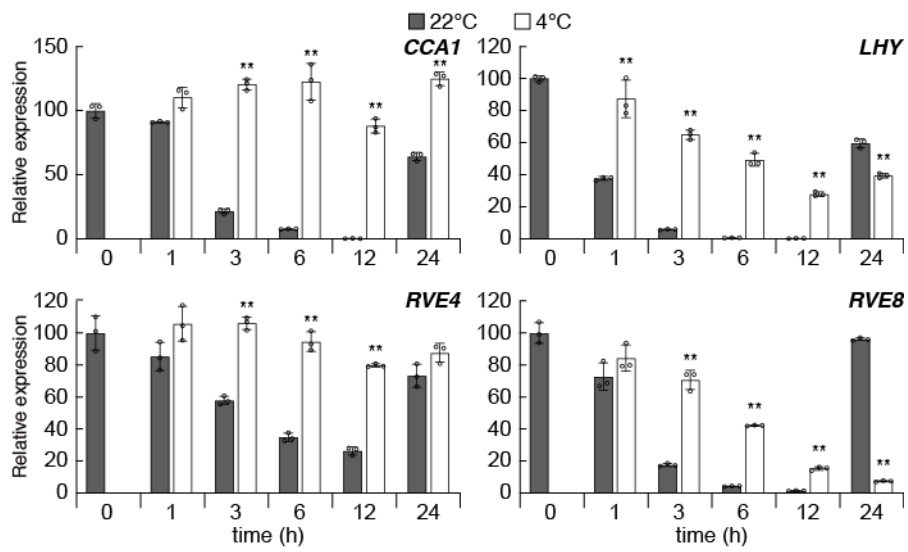 22°C 4°C
CCA1
150
100
50
0
Relative expression
** ** ** **
0 1 3 6 12 24
LHY
120
100
80
60
40
20
0
** ** ** ** **
0 1 3 6 12 24
RVE4
120
100
80
60
40
20
0
Relative expression
** ** **
0 1 3 6 12 24
time (h)
RVE8
120
100
80
60
40
20
0
** ** ** **
0 1 3 6 12 24
time (h)